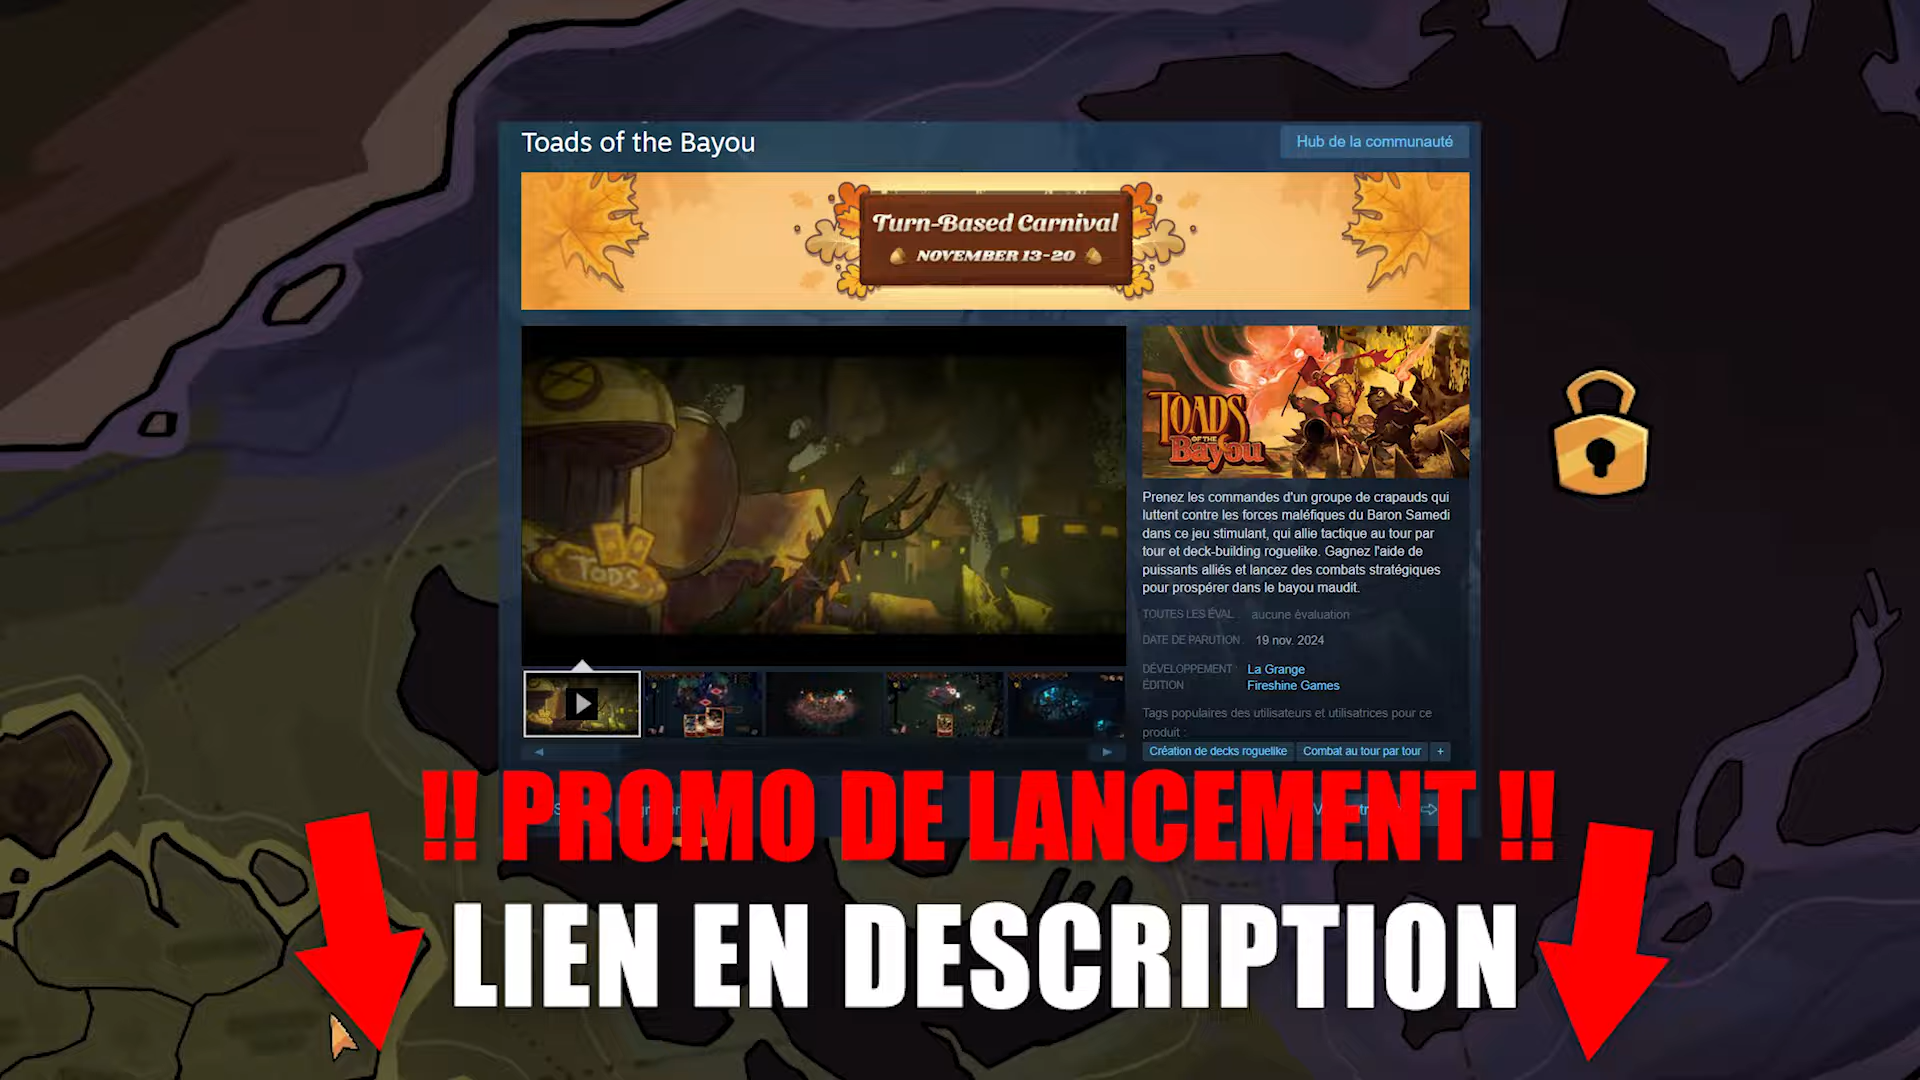 Toads of the Bayou
Hub de la communauté
Turn-Based Carnival
NOVEMBER 13-20
TOD'S
TOADS
OF THE
Bayou
Prenez les commandes d'un groupe de crapauds qui
luttent contre les forces maléfiques du Baron Samedi
dans ce jeu stimulant, qui allie tactique au tour par
tour et deck-building roguelike. Gagnez l'aide de
puissants alliés et lancez des combats stratégiques
pour prospérer dans le bayou maudit.
TOUTES LES ÉVAL. aucune évaluation
DATE DE PARUTION 19 nov. 2024
DÉVELOPPEMENT La Grange
ÉDITION Fireshine Games
Tags populaires des utilisateurs et utilisatrices pour ce
produit :
Création de decks roguelike Combat au tour par tour +
!! PROMO DE LANCEMENT !!
LIEN EN DESCRIPTION